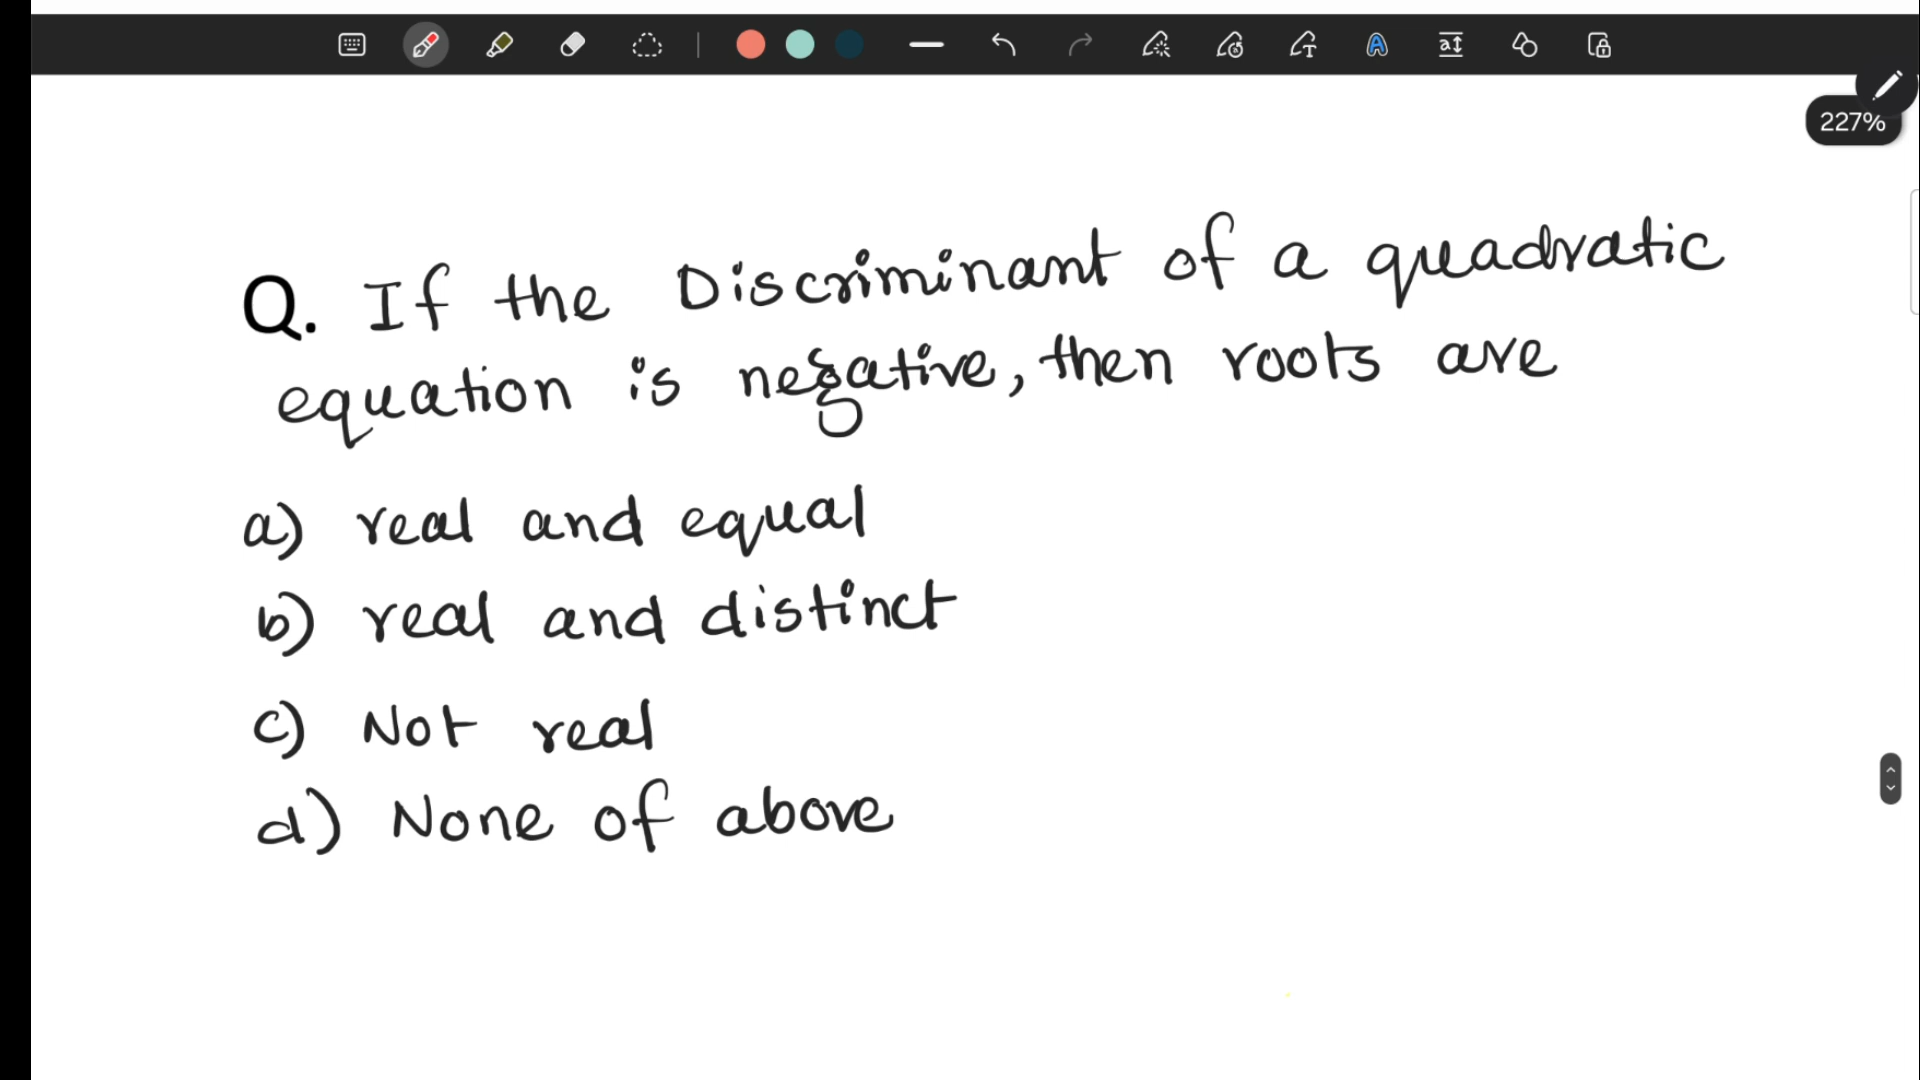 227%
Q. If the Discriminant of a quadratic
equation is negative, then roots are
a) real and equal
b) real and distinct
c) Not real
d) None of above